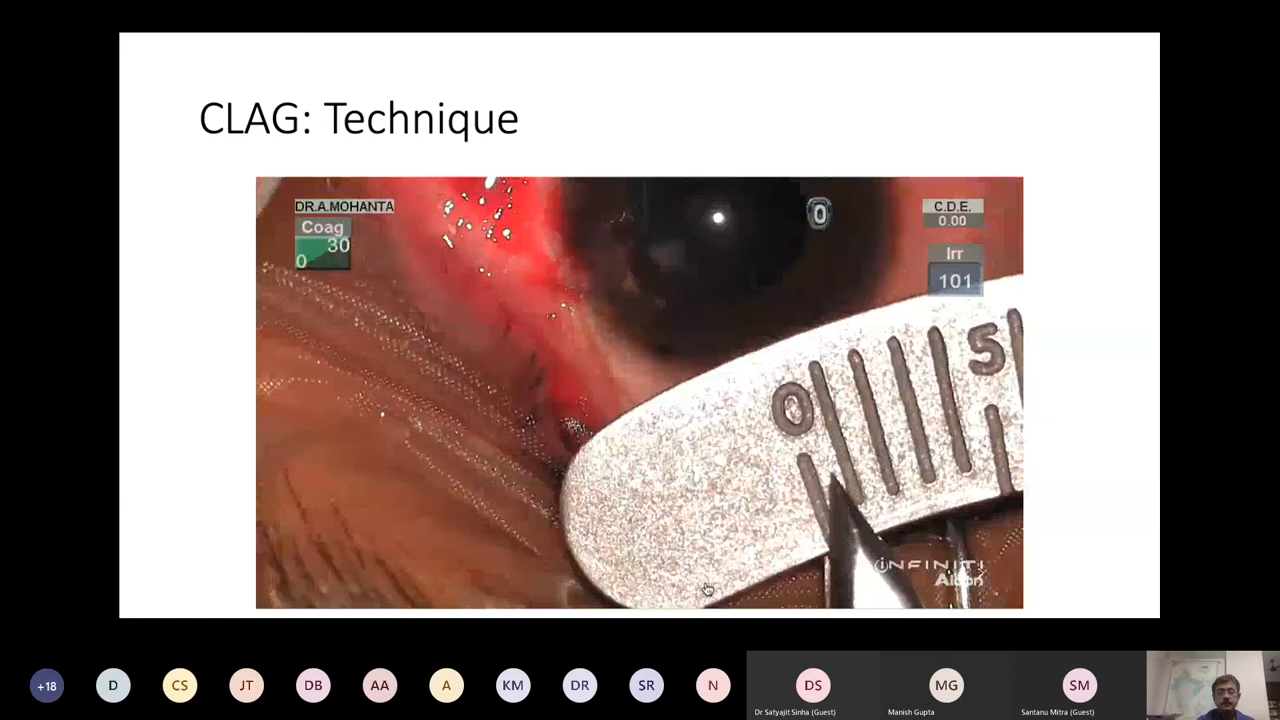 CLAG: Technique
DR.A.MOHANTA
Coag
30
0
0
C.D.E.
0.00
Irr
101
0
5
iNFINITI
Alcon
+18
D
CS
JT
DB
AA
A
KM
DR
SR
N
DS
MG
SM
Dr Satyajit Sinha (Guest)
Manish Gupta
Santanu Mitra (Guest)